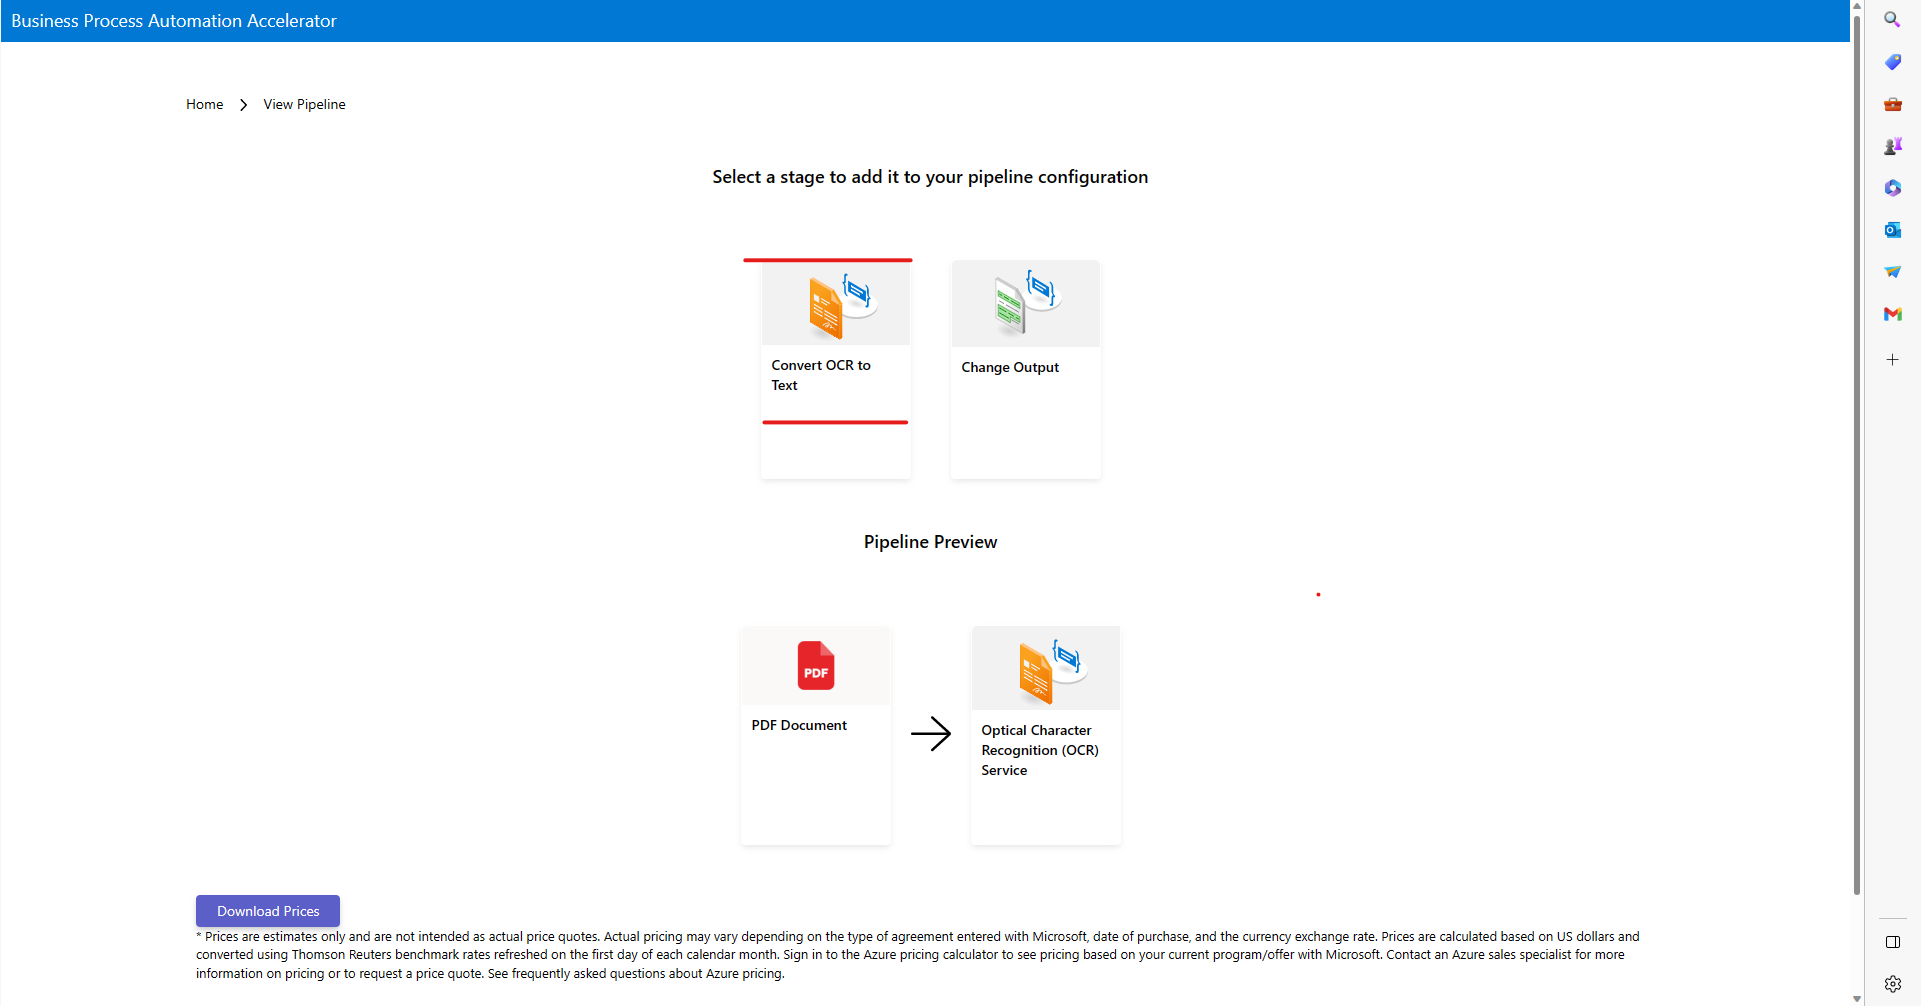 Business Process Automation Accelerator
Home
View Pipeline
Select a stage to add it to your pipeline configuration
Convert OCR to
Text
Change Output
Pipeline Preview
PDF
PDF Document
Optical Character
Recognition (OCR)
Service
Download Prices
* Prices are estimates only and are not intended as actual price quotes. Actual pricing may vary depending on the type of agreement entered with Microsoft, date of purchase, and the currency exchange rate. Prices are calculated based on US dollars and
converted using Thomson Reuters benchmark rates refreshed on the first day of each calendar month. Sign in to the Azure pricing calculator to see pricing based on your current program/offer with Microsoft. Contact an Azure sales specialist for more
information on pricing or to request a price quote. See frequently asked questions about Azure pricing.